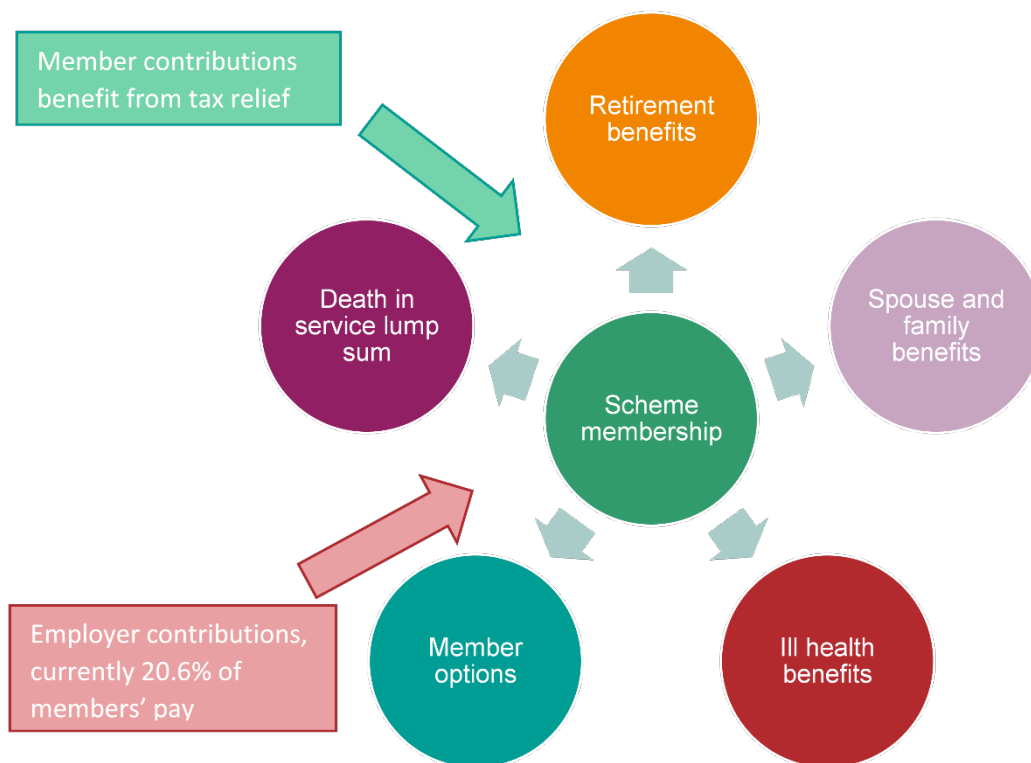 Member contributions
benefit from tax relief
Retirement
benefits
Death in
service lump
sum
Spouse and
family
benefits
Scheme
membership
Employer contributions,
currently 20.6% of
members’ pay
Member
options
Ill health
benefits